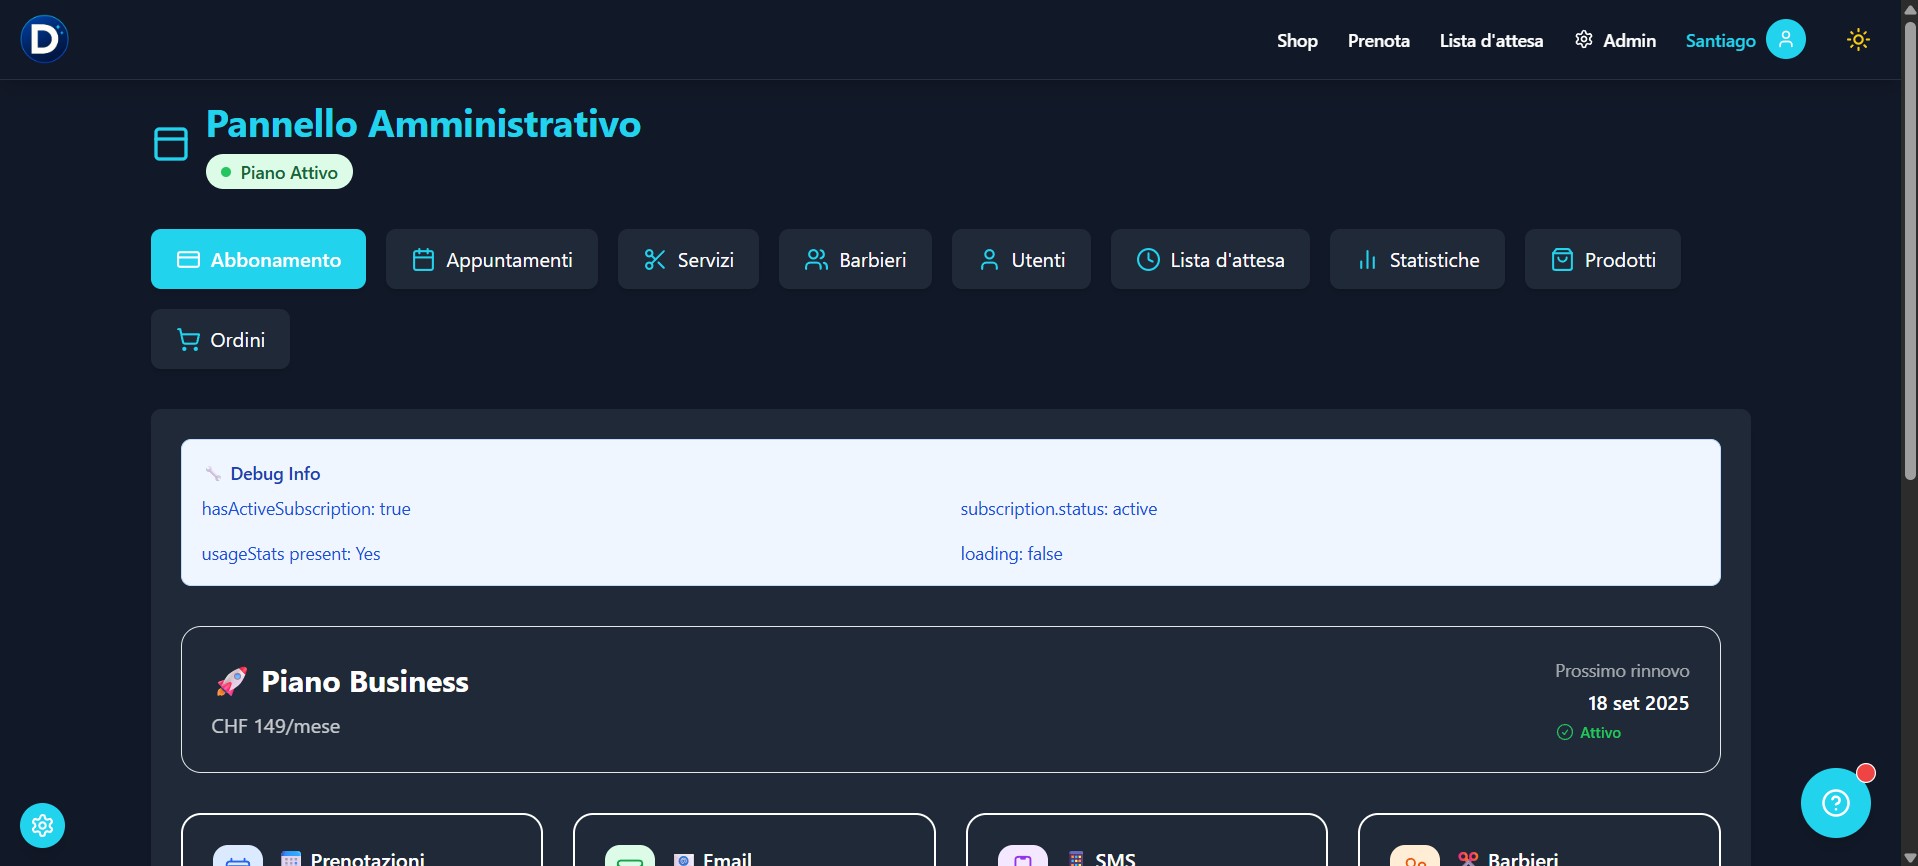 D
Shop Prenota Lista d'attesa Admin Santiago
Pannello Amministrativo
Piano Attivo
Abbonamento Appuntamenti Servizi Barbieri Utenti Lista d'attesa Statistiche Prodotti
Ordini
Debug Info
hasActiveSubscription: true subscription.status: active
usageStats present: Yes loading: false
Piano Business
CHF 149/mese
Prossimo rinnovo
18 set 2025
Attivo
Prenotazioni Email SMS Barbieri